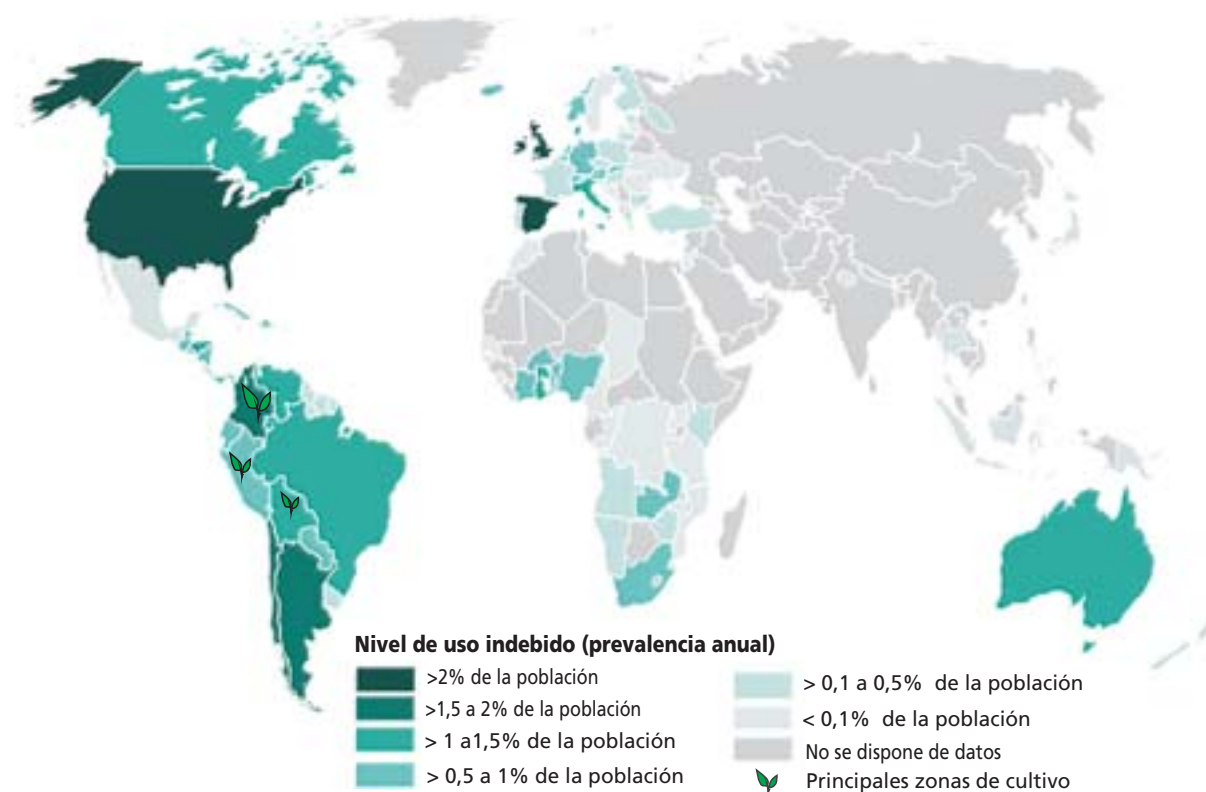 Nivel de uso indebido (prevalencia anual)
>2% de la población
>1,5 a 2% de la población
> 1 a1,5% de la población
> 0,5 a 1% de la población
> 0,1 a 0,5% de la población
< 0,1% de la población
No se dispone de datos
Principales zonas de cultivo